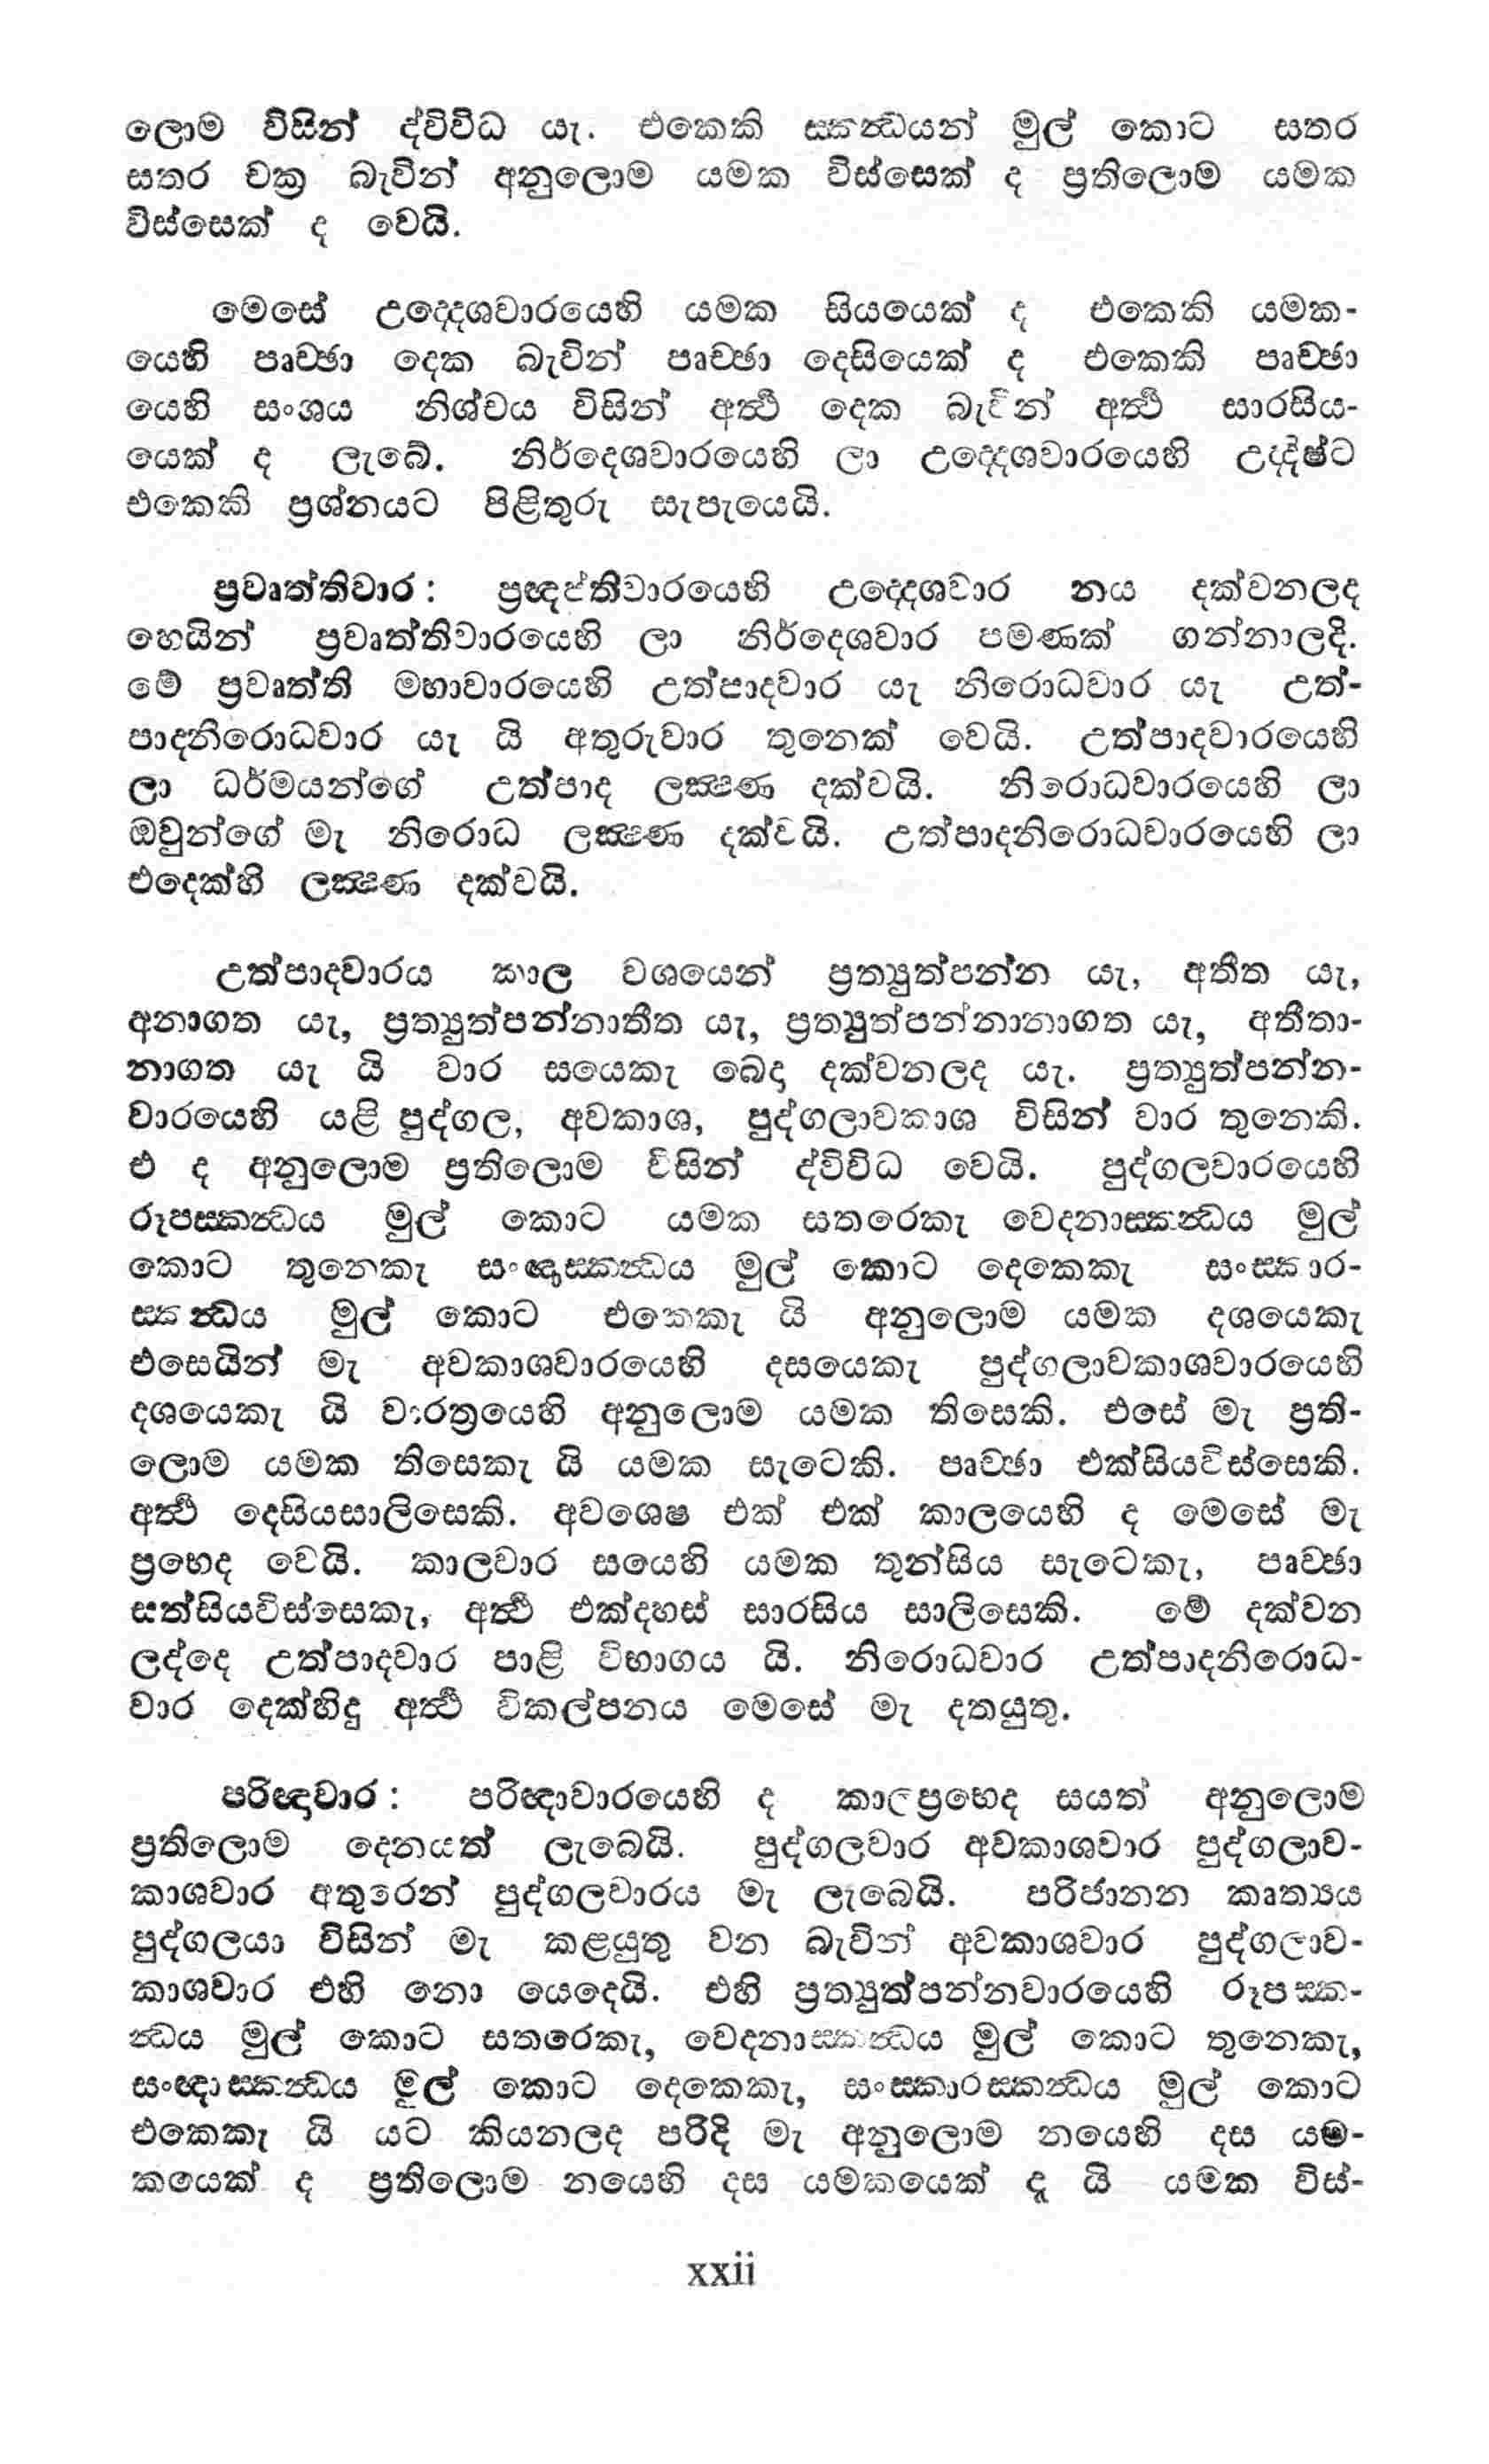 ලොම විසින් ද්විවිධ යැ. එකෙකි ස්කන්ධයන් මුල් කොට සතර
සතර චක්‍ර බැවින් අනුලොම යමක විස්සෙක් ද ප්‍රතිලොම යමක
විස්සෙක් ද වෙයි.
මෙසේ උද්දෙශවාරයෙහි යමක සියයෙක් ද එකෙකි යමක-
යෙහි පෘච්ඡා දෙක බැවින් පෘච්ඡා දෙසියෙක් ද එකෙකි පෘච්ඡා
යෙහි සංශය නිශ්චය විසින් අර්ත්‍ථ දෙක බැවින් අර්ත්‍ථ සාරසිය-
යෙක් ද ලැබේ. නිර්දෙශවාරයෙහි ලා උද්දෙශවාරයෙහි උද්දිෂ්ට
එකෙකි ප්‍රශ්නයට පිළිතුරු සැපැයෙයි.
ප්‍රවෘත්තිවාර: ප්‍රඥප්තිවාරයෙහි උද්දෙශවාර නය දක්වනලද
හෙයින් ප්‍රවෘත්තිවාරයෙහි ලා නිර්දෙශවාර පමණක් ගන්නාලදි.
මේ ප්‍රවෘත්ති මහාවාරයෙහි උත්පාදවාර යැ නිරොධවාර යැ උත්-
පාදනිරොධවාර යැ යි අතුරුවාර තුනෙක් වෙයි. උත්පාදවාරයෙහි
ලා ධර්මයන්ගේ උත්පාද ලක්‍ෂණ දක්වයි. නිරොධවාරයෙහි ලා
ඔවුන්ගේ මැ නිරොධ ලක්‍ෂණ දක්වයි. උත්පාදනිරොධවාරයෙහි ලා
එදෙක්හි ලක්‍ෂණ දක්වයි.
උත්පාදවාරය කාල වශයෙන් ප්‍රත්‍යුත්පන්න යැ, අතීත යැ,
අනාගත යැ, ප්‍රත්‍යුත්පන්නාතීත යැ, ප්‍රත්‍යුත්පන්නානාගත යැ, අතීතා-
නාගත යැ යි වාර සයෙකැ බෙදා දක්වනලද යැ. ප්‍රත්‍යුත්පන්න-
වාරයෙහි යළි පුද්ගල, අවකාශ, පුද්ගලාවකාශ විසින් වාර තුනෙකි.
එ ද අනුලොම ප්‍රතිලොම විසින් ද්විවිධ වෙයි. පුද්ගලවාරයෙහි
රූපස්කන්ධය මුල් කොට යමක සතරෙකැ වෙදනාස්කන්ධය මුල්
කොට තුනෙකැ සංඥාස්කන්ධය මුල් කොට දෙකෙකැ සංස්කාර-
ස්කන්ධය මුල් කොට එකෙකැ යි අනුලොම යමක දශයෙකැ
එසෙයින් මැ අවකාශවාරයෙහි දසයෙකැ පුද්ගලාවකාශවාරයෙහි
දශයෙකැ යි වාරත්‍රයෙහි අනුලොම යමක තිසෙකි. එසේ මැ ප්‍රති-
ලොම යමක තිසෙකැ යි යමක සැටෙකි. පෘච්ඡා එක්සියවිස්සෙකි.
අර්ත්‍ථ දෙසියසාලිසෙකි. අවශෙෂ එක් එක් කාලයෙහි ද මෙසේ මැ
ප්‍රභෙද වෙයි. කාලවාර සයෙහි යමක තුන්සිය සැටෙකැ, පෘච්ඡා
සත්සියවිස්සෙකැ, අර්ත්‍ථ එක්දහස් සාරසිය සාලිසෙකි. මේ දක්වන
ලද්දෙ උත්පාදවාර පාළි විභාගය යි. නිරොධවාර උත්පාදනිරොධ-
වාර දෙක්හිදු අර්ත්‍ථ විකල්පනය මෙසේ මැ දතයුතු.
පරිඥාවාර: පරිඥාවාරයෙහි ද කාලප්‍රභෙද සයත් අනුලොම
ප්‍රතිලොම දෙනයත් ලැබෙයි. පුද්ගලවාර අවකාශවාර පුද්ගලාව-
කාශවාර අතුරෙන් පුද්ගලවාරය මැ ලැබෙයි. පරිජානන කෘත්‍යය
පුද්ගලයා විසින් මැ කළයුතු වන බැවින් අවකාශවාර පුද්ගලාව-
කාශවාර එහි නො යෙදෙයි. එහි ප්‍රත්‍යුත්පන්නවාරයෙහි රූපස්ක-
න්ධය මුල් කොට සතරෙකැ, වෙදනාස්කන්ධය මුල් කොට තුනෙකැ,
සංඥාස්කන්ධය මුල් කොට දෙකෙකැ, සංස්කාරස්කන්ධය මුල් කොට
එකෙකැ යි යට කියනලද පරිදි මැ අනුලොම නයෙහි දස යම-
කයෙක් ද ප්‍රතිලොම නයෙහි දස යමකයෙක් දැ යි යමක විස්-
xxii